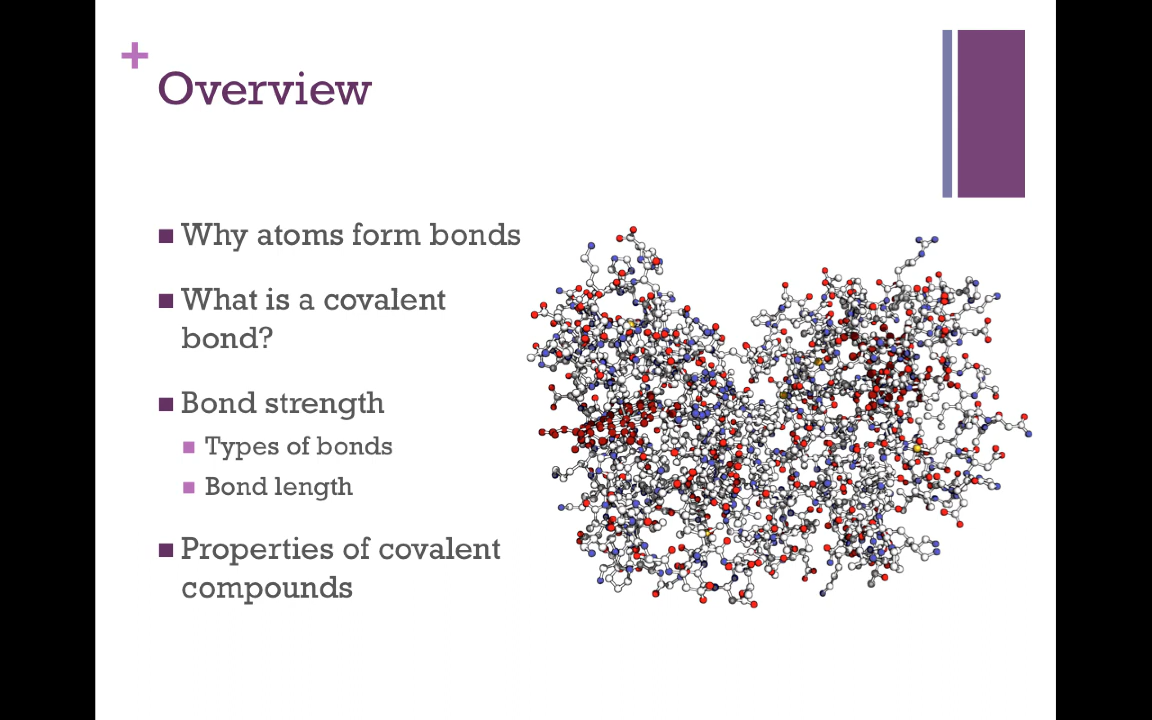 +
Overview
■ Why atoms form bonds
■ What is a covalent
bond?
■ Bond strength
■ Types of bonds
■ Bond length
■ Properties of covalent
compounds